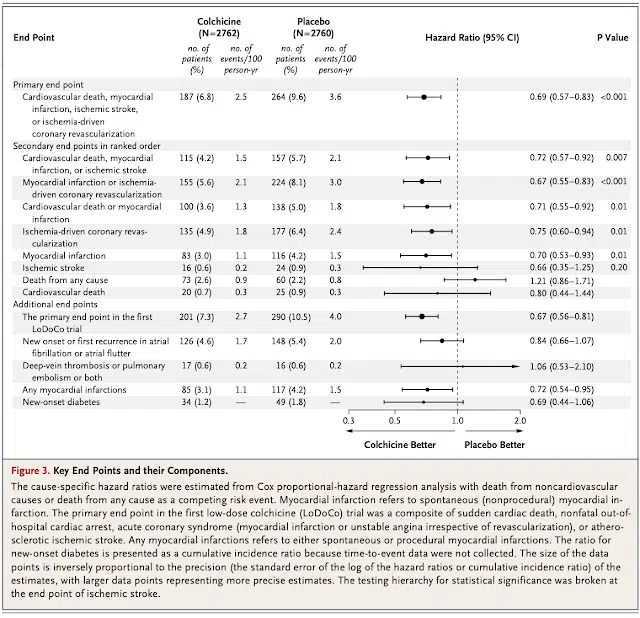 End Point
Colchicine (N=2762)
Placebo (N=2760)
Hazard Ratio (95% CI)
P Value
no. of patients (%)
no. of events/100 person-yr
no. of patients (%)
no. of events/100 person-yr
Primary end point
Cardiovascular death, myocardial 187 (6.8) 2.5 264 (9.6) 3.6 0.69 (0.57–0.83) <0.001
infarction, ischemic stroke,
or ischemia-driven
coronary revascularization
Secondary end points in ranked order
Cardiovascular death, myocardial 115 (4.2) 1.5 157 (5.7) 2.1 0.72 (0.57–0.92) 0.007
infarction, or ischemic stroke
Myocardial infarction or ischemia- 155 (5.6) 2.1 224 (8.1) 3.0 0.67 (0.55–0.83) <0.001
driven coronary revascularization
Cardiovascular death or myocardial 100 (3.6) 1.3 138 (5.0) 1.8 0.71 (0.55–0.92) 0.01
infarction
Ischemia-driven coronary revas- 135 (4.9) 1.8 177 (6.4) 2.4 0.75 (0.60–0.94) 0.01
cularization
Myocardial infarction 83 (3.0) 1.1 116 (4.2) 1.5 0.70 (0.53–0.93) 0.01
Ischemic stroke 16 (0.6) 0.2 24 (0.9) 0.3 0.66 (0.35–1.25) 0.20
Death from any cause 73 (2.6) 0.9 60 (2.2) 0.8 1.21 (0.86–1.71)
Cardiovascular death 20 (0.7) 0.3 25 (0.9) 0.3 0.80 (0.44–1.44)
Additional end points
The primary end point in the first 201 (7.3) 2.7 290 (10.5) 4.0 0.67 (0.56–0.81)
LoDoCo trial
New onset or first recurrence in atrial 126 (4.6) 1.7 148 (5.4) 2.0 0.84 (0.66–1.07)
fibrillation or atrial flutter
Deep-vein thrombosis or pulmonary 17 (0.6) 0.2 16 (0.6) 0.2 1.06 (0.53–2.10)
embolism or both
Any myocardial infarctions 85 (3.1) 1.1 117 (4.2) 1.5 0.72 (0.54–0.95)
New-onset diabetes 34 (1.2) — 49 (1.8) — 0.69 (0.44–1.06)
0.3 0.5 1.0 2.0
Colchicine Better Placebo Better
Figure 3. Key End Points and their Components.
The cause-specific hazard ratios were estimated from Cox proportional-hazard regression analysis with death from noncardiovascular
causes or death from any cause as a competing risk event. Myocardial infarction refers to spontaneous (nonprocedural) myocardial in-
farction. The primary end point in the first low-dose colchicine (LoDoCo) trial was a composite of sudden cardiac death, nonfatal out-of-
hospital cardiac arrest, acute coronary syndrome (myocardial infarction or unstable angina irrespective of revascularization), or athero-
sclerotic ischemic stroke. Any myocardial infarctions refers to either spontaneous or procedural myocardial infarctions. The ratio for
new-onset diabetes is presented as a cumulative incidence ratio because time-to-event data were not collected. The size of the data
points is inversely proportional to the precision (the standard error of the log of the hazard ratios or cumulative incidence ratio) of the
estimates, with larger data points representing more precise estimates. The testing hierarchy for statistical significance was broken at
the end point of ischemic stroke.